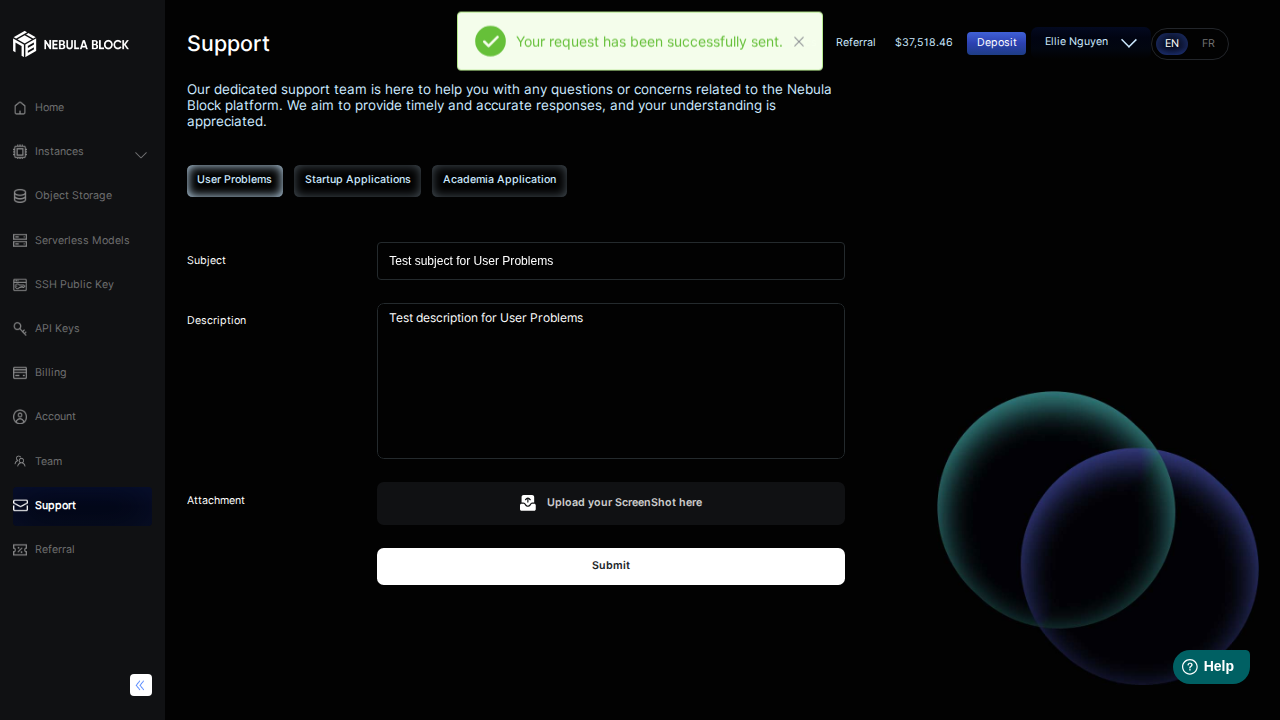 NEBULA BLOCK
Home
Instances
Object Storage
Serverless Models
SSH Public Key
API Keys
Billing
Account
Team
Support
Referral
Support
Your request has been successfully sent.
Referral
$37,518.46
Deposit
Ellie Nguyen
EN
FR
Our dedicated support team is here to help you with any questions or concerns related to the Nebula
Block platform. We aim to provide timely and accurate responses, and your understanding is
appreciated.
User Problems
Startup Applications
Academia Application
Subject
Test subject for User Problems
Description
Test description for User Problems
Attachment
Upload your ScreenShot here
Submit
Help